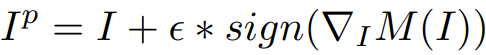 I^p = I + ϵ ∗ sign(∇_I M(I))